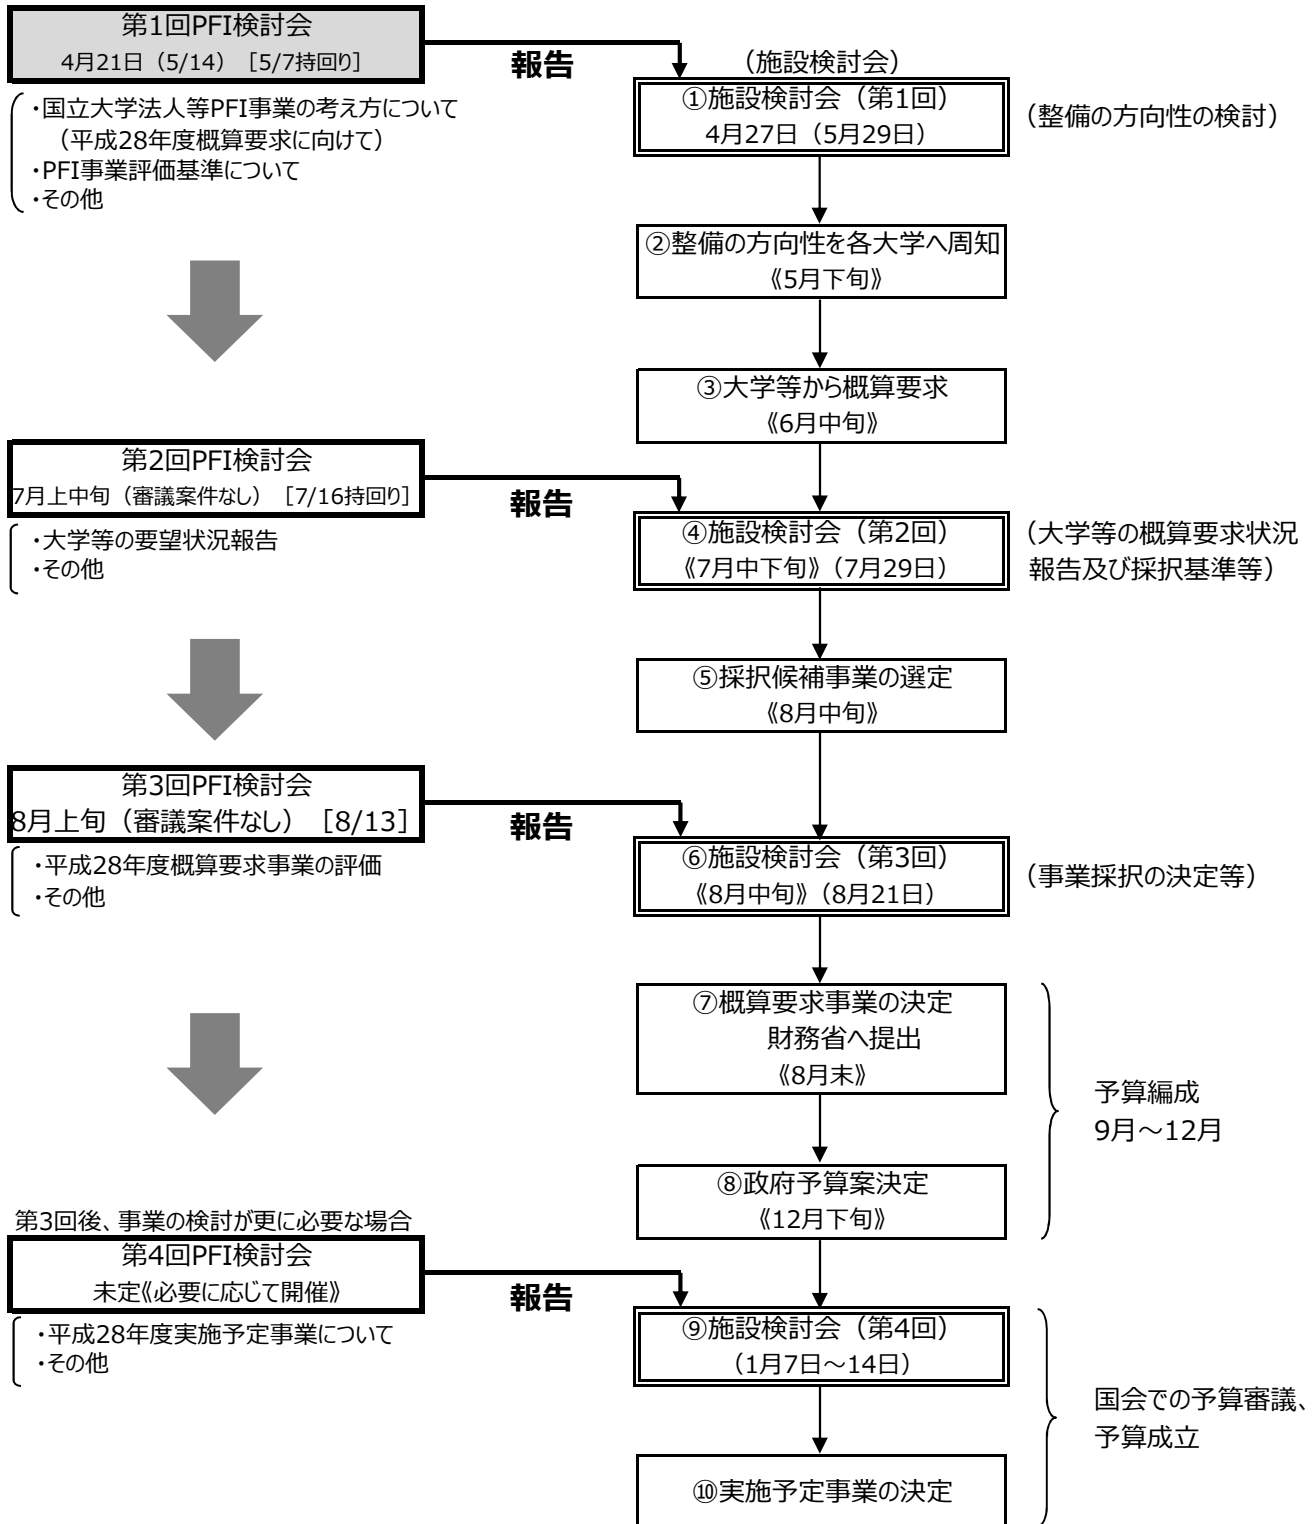 第1回PFI検討会
4月21日（5/14）［5/7持回り］
・国立大学法人等PFI事業の考え方について
（平成28年度概算要求に向けて）
・PFI事業評価基準について
・その他
報告
（施設検討会）
①施設検討会（第1回）
4月27日（5月29日）
（整備の方向性の検討）
②整備の方向性を各大学へ周知
《5月下旬》
③大学等から概算要求
《6月中旬》
第2回PFI検討会
7月上中旬（審議案件なし）［7/16持回り］
・大学等の要望状況報告
・その他
報告
④施設検討会（第2回）
《7月中下旬》（7月29日）
（大学等の概算要求状況
報告及び採択基準等）
⑤採択候補事業の選定
《8月中旬》
第3回PFI検討会
8月上旬（審議案件なし）［8/13］
・平成28年度概算要求事業の評価
・その他
報告
⑥施設検討会（第3回）
《8月中旬》（8月21日）
（事業採択の決定等）
⑦概算要求事業の決定
財務省へ提出
《8月末》
予算編成
9月～12月
⑧政府予算案決定
《12月下旬》
第3回後、事業の検討が更に必要な場合
第4回PFI検討会
未定《必要に応じて開催》
・平成28年度実施予定事業について
・その他
報告
⑨施設検討会（第4回）
（1月7日～14日）
国会での予算審議、
予算成立
⑩実施予定事業の決定